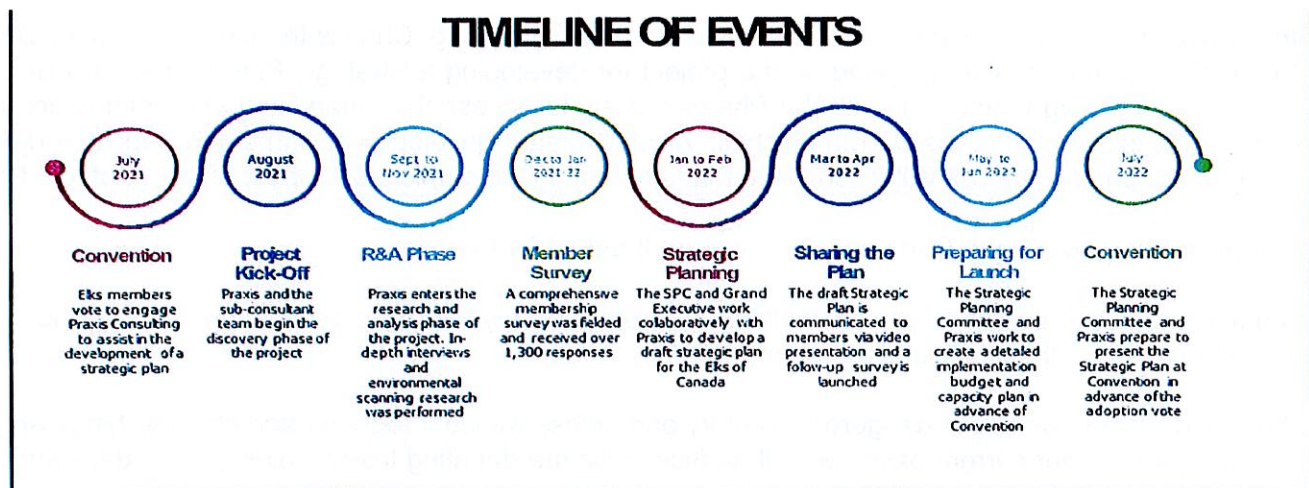 TIMELINE OF EVENTS
July
2021
August
2021
Sept to
Nov 2021
Dec to Jan
2021-22
Jan to Feb
2022
Mar to Apr
2022
May to
Jun 2022
July
2022
Convention
Elks members
vote to engage
Praxis Consulting
to assist in the
development of a
strategic plan
Project
Kick-Off
Praxis and the
sub-consultant
team begin the
discovery phase of
the project
R&A Phase
Praxis enters the
research and
analysis phase of
the project. In-
depth interviews
and
environmental
scanning research
was performed
Member
Survey
A comprehensive
membership
survey was fielded
and received over
1,300 responses
Strategic
Planning
The SPC and Grand
Executive work
collaboratively with
Praxis to develop a
draft strategic plan
for the Elks of
Canada
Sharing the
Plan
The draft Strategic
Plan is
communicated to
members via video
presentation and a
follow-up survey is
launched
Preparing for
Launch
The Strategic
Planning
Committee and
Praxis work to
create a detailed
implementation
budget and
capacity plan in
advance of
Convention
Convention
The Strategic
Planning
Committee and
Praxis prepare to
present the
Strategic Plan at
Convention in
advance of the
adoption vote